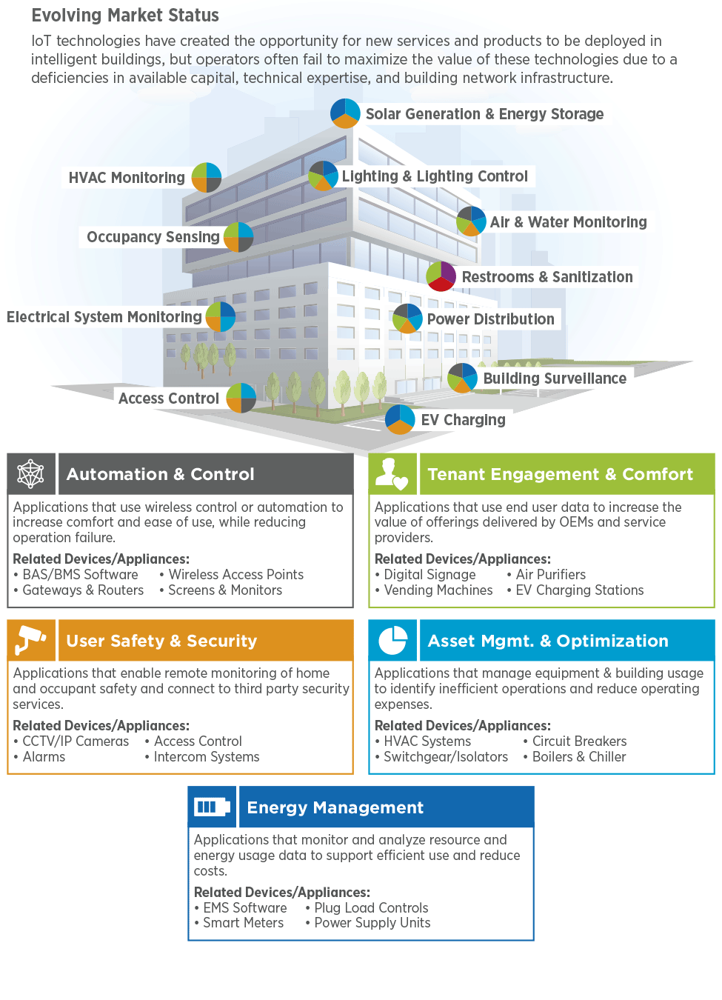 Evolving Market Status
IoT technologies have created the opportunity for new services and products to be deployed in
intelligent buildings, but operators often fail to maximize the value of these technologies due to a
deficiencies in available capital, technical expertise, and building network infrastructure.
Solar Generation & Energy Storage
HVAC Monitoring
Lighting & Lighting Control
Air & Water Monitoring
Occupancy Sensing
Restrooms & Sanitization
Electrical System Monitoring
Power Distribution
Building Surveillance
Access Control
EV Charging
Automation & Control
Applications that use wireless control or automation to
increase comfort and ease of use, while reducing
operation failure.
Related Devices/Appliances:
• BAS/BMS Software • Wireless Access Points
• Gateways & Routers • Screens & Monitors
Tenant Engagement & Comfort
Applications that use end user data to increase the
value of offerings delivered by OEMs and service
providers.
Related Devices/Appliances:
• Digital Signage • Air Purifiers
• Vending Machines • EV Charging Stations
User Safety & Security
Applications that enable remote monitoring of home
and occupant safety and connect to third party security
services.
Related Devices/Appliances:
• CCTV/IP Cameras • Access Control
• Alarms • Intercom Systems
Asset Mgmt. & Optimization
Applications that manage equipment & building usage
to identify inefficient operations and reduce operating
expenses.
Related Devices/Appliances:
• HVAC Systems • Circuit Breakers
• Switchgear/Isolators • Boilers & Chiller
Energy Management
Applications that monitor and analyze resource and
energy usage data to support efficient use and reduce
costs.
Related Devices/Appliances:
• EMS Software • Plug Load Controls
• Smart Meters • Power Supply Units